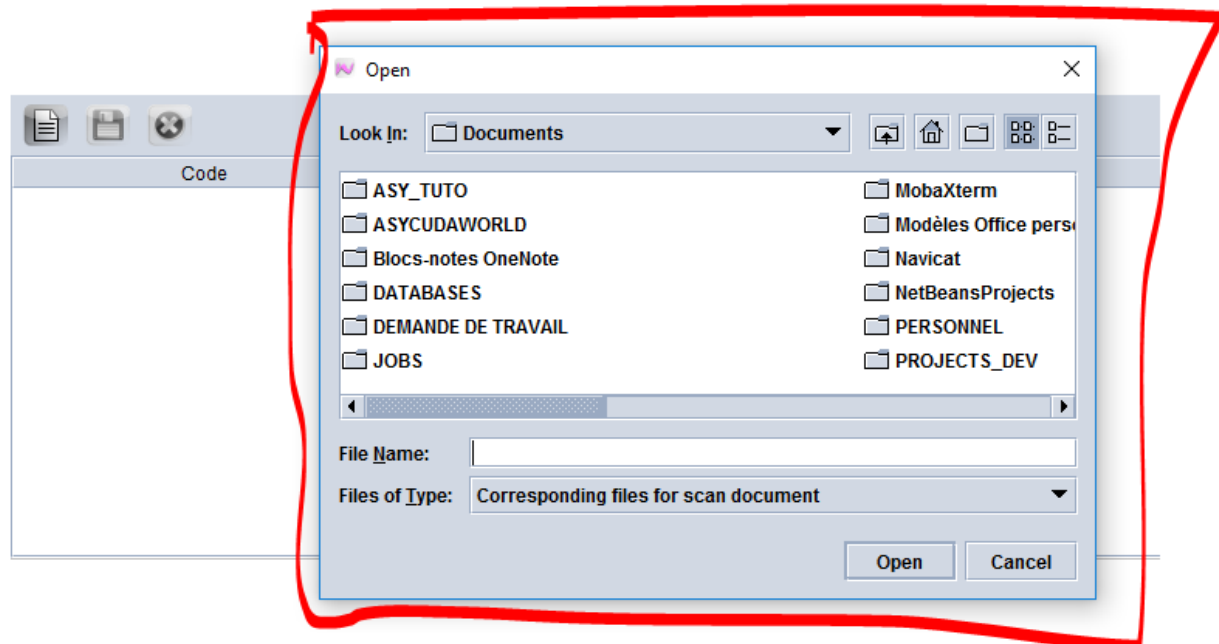 Open
Look In: Documents
Code
ASY_TUTO
ASYCUDAWORLD
Blocs-notes OneNote
DATABASES
DEMANDE DE TRAVAIL
JOBS
MobaXterm
Modèles Office
Navicat
NetBeansProjects
PERSONNEL
PROJECTS_DEV
File Name:
Files of Type: Corresponding files for scan document
Open Cancel